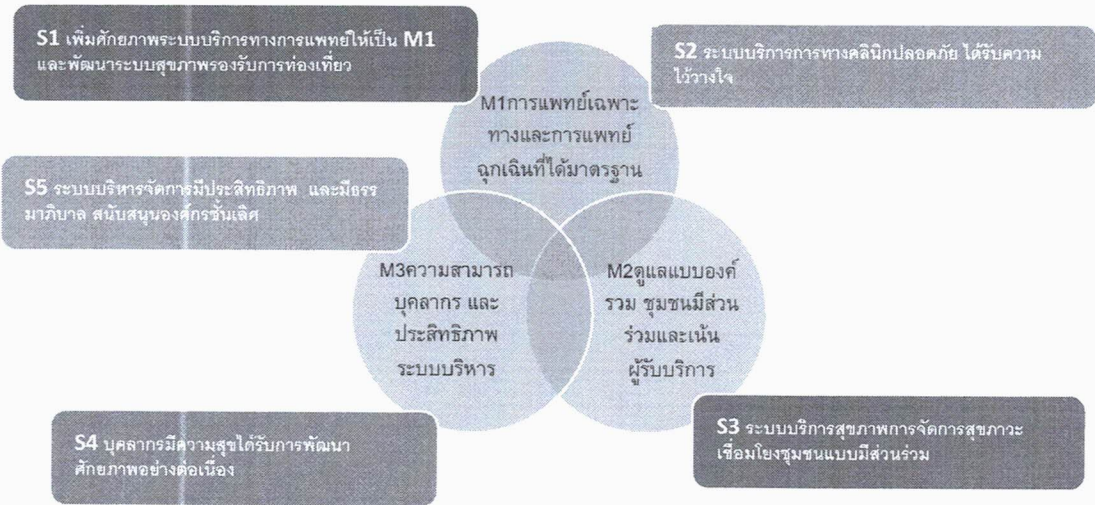 S1 เพิ่มศักยภาพระบบบริการทางการแพทย์ให้เป็น M1
และพัฒนาระบบสุขภาพรองรับการท่องเที่ยว
S2 ระบบบริการการทางคลินิกปลอดภัย ได้รับความ
ไว้วางใจ
M1การแพทย์เฉพาะ
ทางและการแพทย์
ฉุกเฉินที่ได้มาตรฐาน
S5 ระบบบริหารจัดการมีประสิทธิภาพ และมีธรร
มาภิบาล สนับสนุนองค์กรชั้นเลิศ
M3ความสามารถ
บุคลากร และ
ประสิทธิภาพ
ระบบบริหาร
M2ดูแลแบบองค์
รวม ชุมชนมีส่วน
ร่วมและเน้น
ผู้รับบริการ
S4 บุคลากรมีความสุขได้รับการพัฒนา
ศักยภาพอย่างต่อเนื่อง
S3 ระบบบริการสุขภาพการจัดการสุขภาวะ
เชื่อมโยงชุมชนแบบมีส่วนร่วม